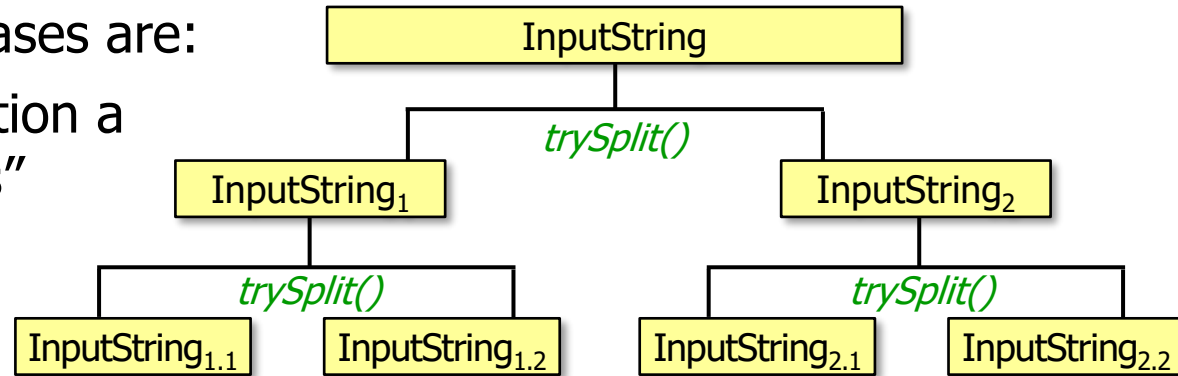 ases are:
tion a
s”
InputString
trySplit()
InputString₁
InputString₂
trySplit()
trySplit()
InputString₁.₁
InputString₁.₂
InputString₂.₁
InputString₂.₂